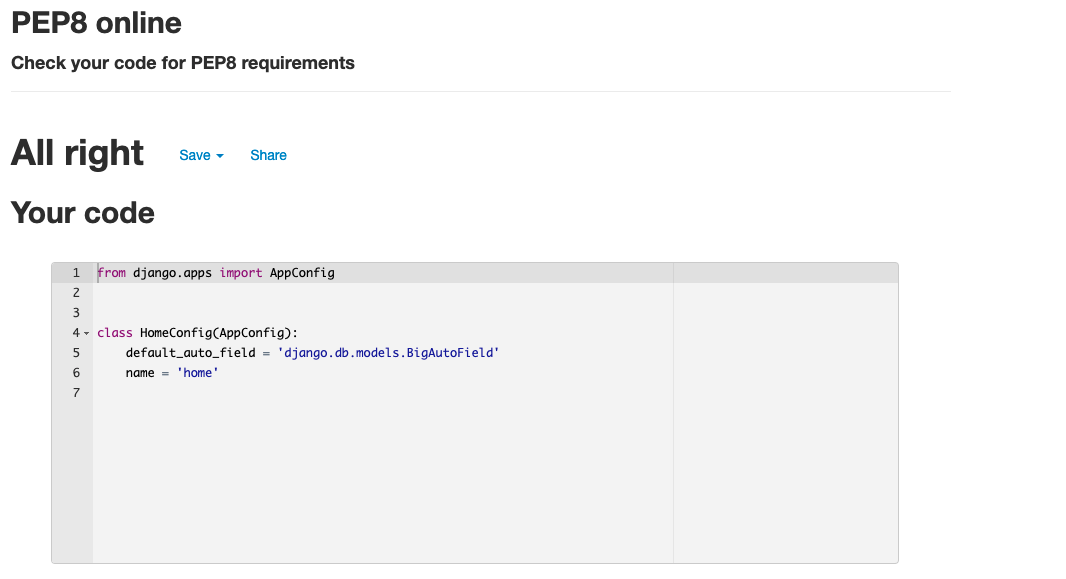 PEP8 online
Check your code for PEP8 requirements
All right Save Share
Your code
1 from django.apps import AppConfig
2
3
4 class HomeConfig(AppConfig):
5     default_auto_field = 'django.db.models.BigAutoField'
6     name = 'home'
7